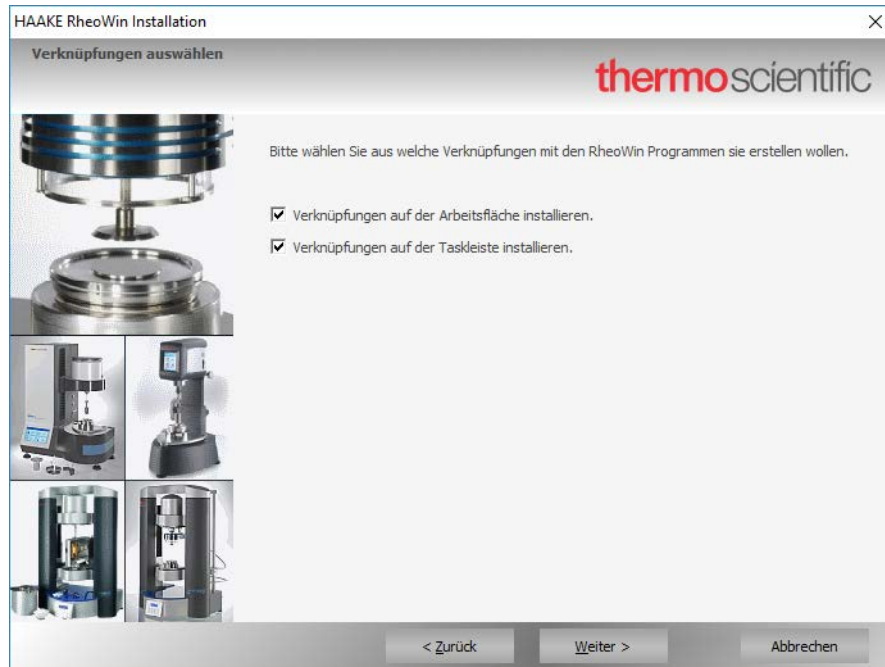 HAAKE RheoWin Installation
Verknüpfungen auswählen
thermoscientific
Bitte wählen Sie aus welche Verknüpfungen mit den RheoWin Programmen sie erstellen wollen.
Verknüpfungen auf der Arbeitsfläche installieren.
Verknüpfungen auf der Taskleiste installieren.
< Zurück
Weiter >
Abbrechen